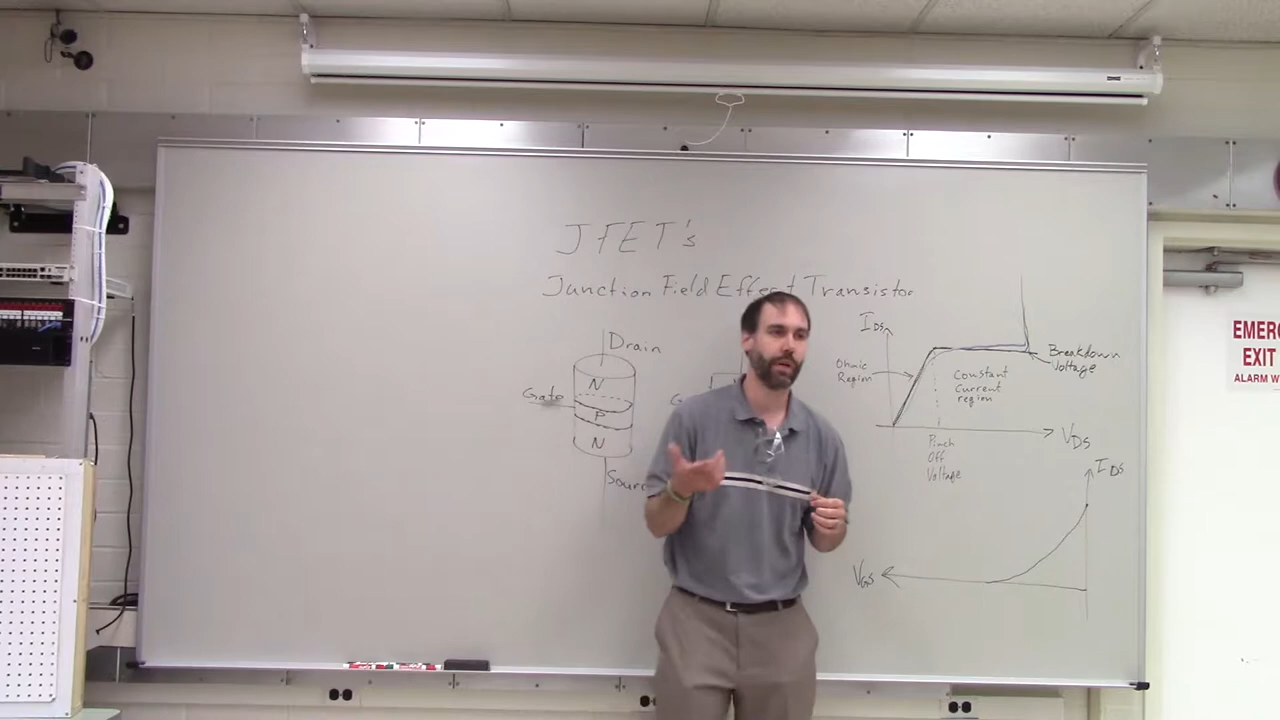 JFET's
Junction Field Effect Transistor
Drain
N
Gate
P
N
Sour
G
IDS
Ohmic
Region
Constant
Current
region
Breakdown
Voltage
VDS
Pinch
Off
Voltage
IDS
VGS
EMERG
EXIT
ALARM W